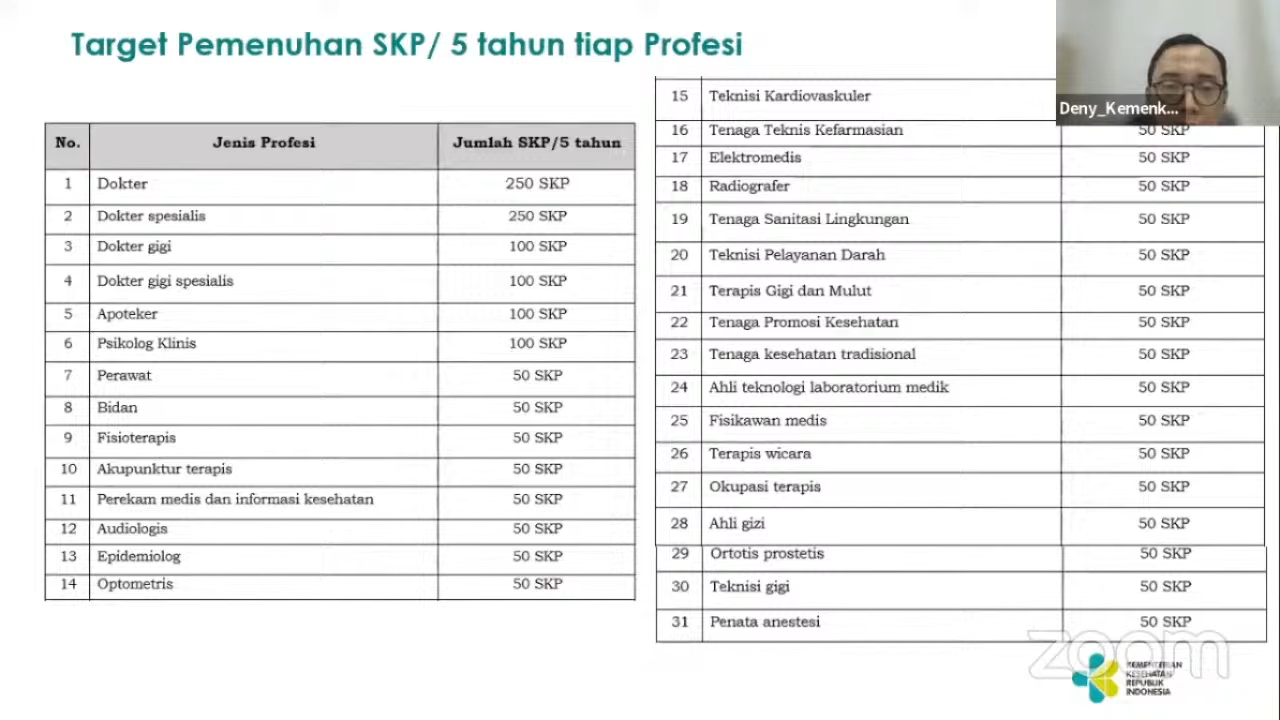 Target Pemenuhan SKP/ 5 tahun tiap Profesi
Deny_Kemenk...
No. Jenis Profesi Jumlah SKP/5 tahun
1 Dokter 250 SKP
2 Dokter spesialis 250 SKP
3 Dokter gigi 100 SKP
4 Dokter gigi spesialis 100 SKP
5 Apoteker 100 SKP
6 Psikolog Klinis 100 SKP
7 Perawat 50 SKP
8 Bidan 50 SKP
9 Fisioterapis 50 SKP
10 Akupunktur terapis 50 SKP
11 Perekam medis dan informasi kesehatan 50 SKP
12 Audiologis 50 SKP
13 Epidemiolog 50 SKP
14 Optometris 50 SKP
15 Teknisi Kardiovaskuler
16 Tenaga Teknis Kefarmasian 50 SKP
17 Elektromedis 50 SKP
18 Radiografer 50 SKP
19 Tenaga Sanitasi Lingkungan 50 SKP
20 Teknisi Pelayanan Darah 50 SKP
21 Terapis Gigi dan Mulut 50 SKP
22 Tenaga Promosi Kesehatan 50 SKP
23 Tenaga kesehatan tradisional 50 SKP
24 Ahli teknologi laboratorium medik 50 SKP
25 Fisikawan medis 50 SKP
26 Terapis wicara 50 SKP
27 Okupasi terapis 50 SKP
28 Ahli gizi 50 SKP
29 Ortotis prostetis 50 SKP
30 Teknisi gigi 50 SKP
31 Penata anestesi 50 SKP
zoom
KEMENTERIAN
KESEHATAN
REPUBLIK
INDONESIA